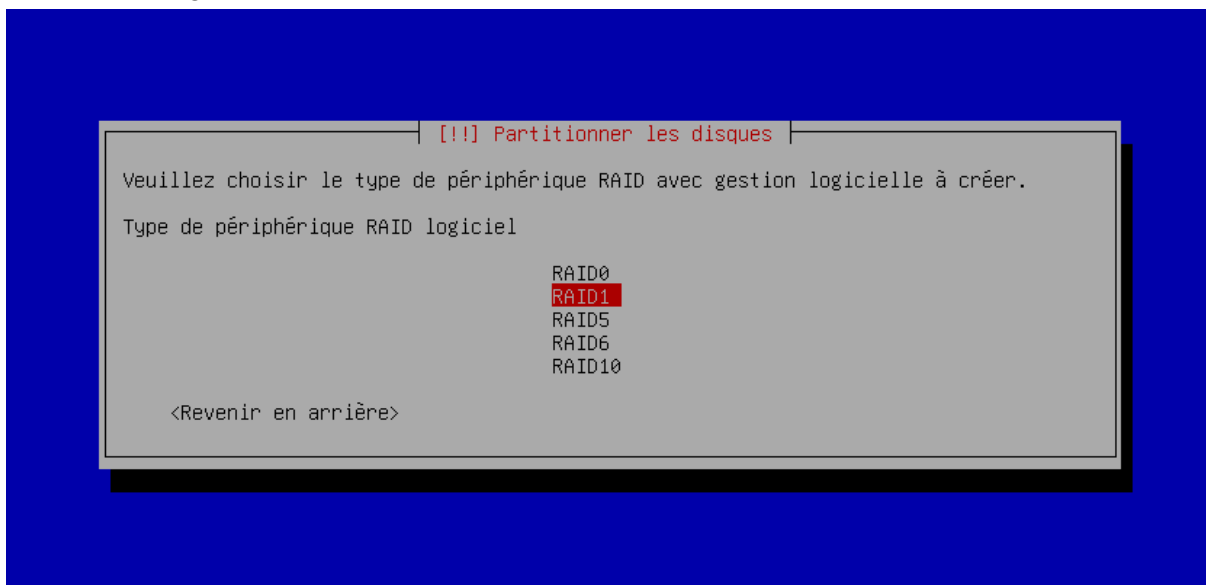 [!!] Partitionner les disques
Veuillez choisir le type de périphérique RAID avec gestion logicielle à créer.
Type de périphérique RAID logiciel
RAID0
RAID1
RAID5
RAID6
RAID10
<Revenir en arrière>